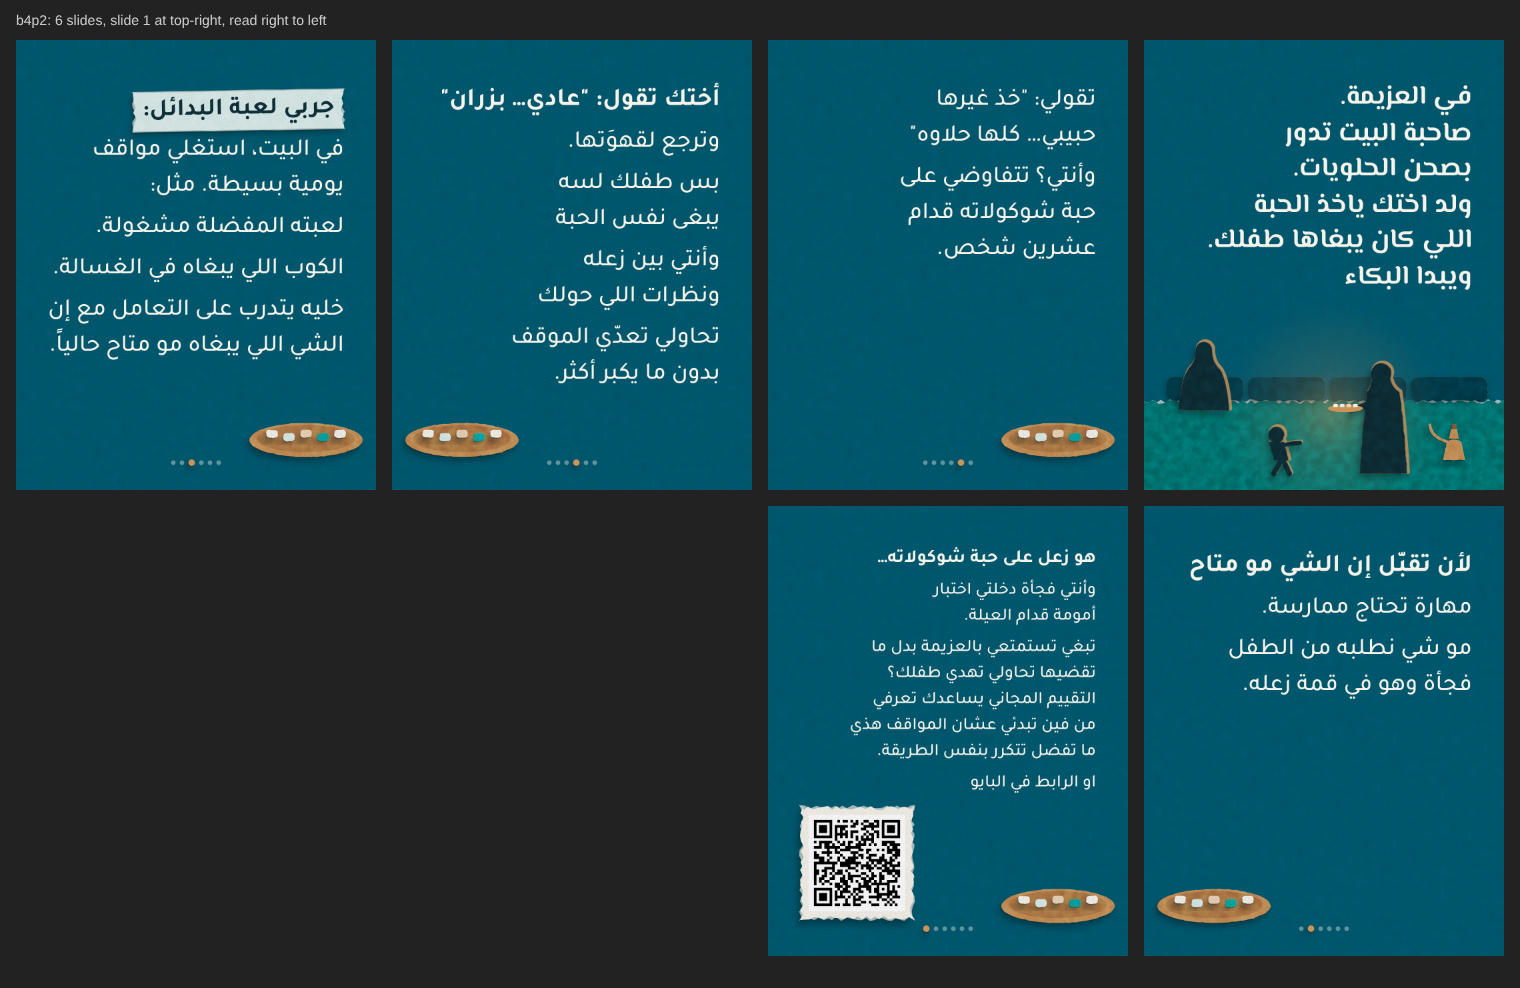 b4p2: 6 slides, slide 1 at top-right, read right to left
في العزيمة.
صاحبة البيت تدور
بصحن الحلويات.
ولد اختك ياخذ الحبة
اللي كان يبغاها طفلك.
ويبدا البكاء
تقولي: "خذ غيرها
حبيبي... كلها حلاوه"
وأنتي؟ تتفاوضي على
حبة شوكولاته قدام
عشرين شخص.
أختك تقول: "عادي... بزران"
وترجع لقهوَتها.
بس طفلك لسه
يبغى نفس الحبة
وأنتي بين زعله
ونظرات اللي حولك
تحاولي تعدّي الموقف
بدون ما يكبر أكثر.
جربي لعبة البدائل:
في البيت، استغلي مواقف
يومية بسيطة. مثل:
لعبته المفضلة مشغولة.
الكوب اللي يبغاه في الغسالة.
خليه يتدرب على التعامل مع إن
الشي اللي يبغاه مو متاح حالياً.
لأن تقبّل إن الشي مو متاح
مهارة تحتاج ممارسة.
مو شي نطلبه من الطفل
فجأة وهو في قمة زعله.
هو زعل على حبة شوكولاته...
وأنتي فجأة دخلتي اختبار
أمومة قدام العيلة.
تبغي تستمتعي بالعزيمة بدل ما
تقضيها تحاولي تهدي طفلك؟
التقييم المجاني يساعدك تعرفي
من فين تبدئي عشان المواقف هذي
ما تفضل تتكرر بنفس الطريقة.
او الرابط في البايو